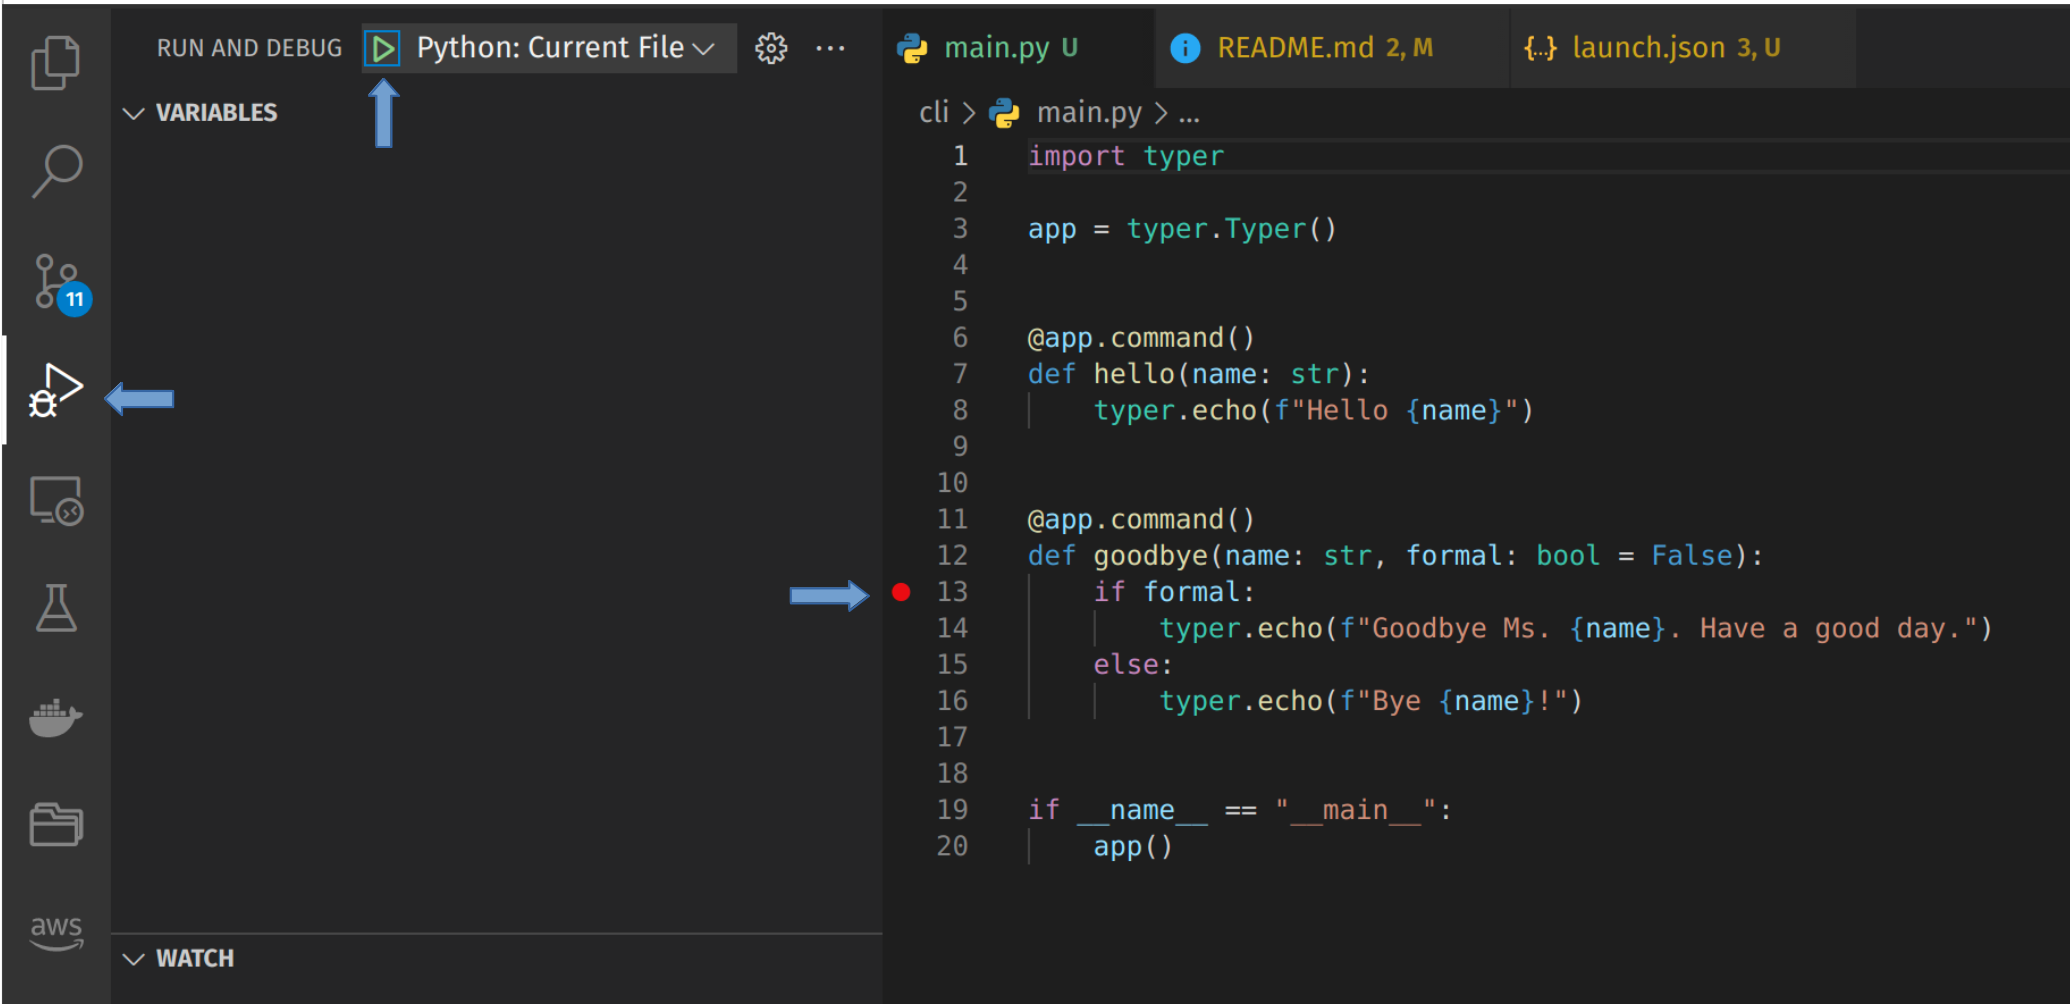 RUN AND DEBUG Python: Current File
VARIABLES
11
aws
WATCH
main.py U README.md 2, M {...} launch.json 3, U
cli > main.py > ...
1 import typer
2
3 app = typer.Typer()
4
5
6 @app.command()
7 def hello(name: str):
8     typer.echo(f"Hello {name}")
9
10
11 @app.command()
12 def goodbye(name: str, formal: bool = False):
13     if formal:
14         typer.echo(f"Goodbye Ms. {name}. Have a good day.")
15     else:
16         typer.echo(f"Bye {name}!")
17
18
19 if __name__ == "__main__":
20     app()